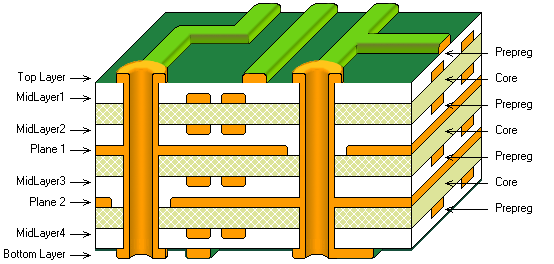 Top Layer
MidLayer1
MidLayer2
Plane 1
MidLayer3
Plane 2
MidLayer4
Bottom Layer
Prepreg
Core
Prepreg
Core
Prepreg
Core
Prepreg